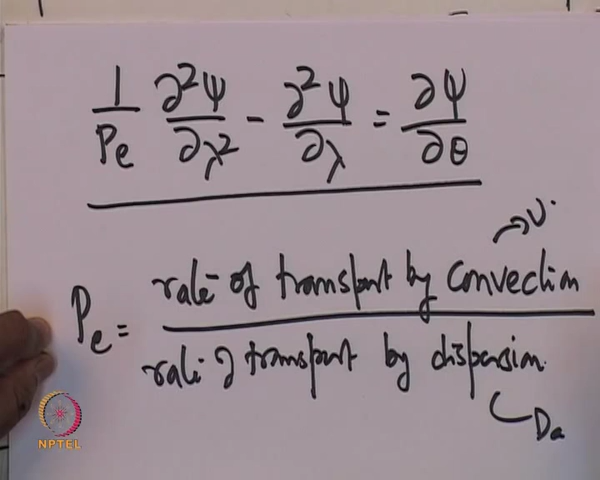 1/Pe ∂²ψ/∂λ² - ∂²ψ/∂λ = ∂ψ/∂θ
→ U.
Pe = rate of transport by convection
rate of transport by dispersion.
Da
NPTEL